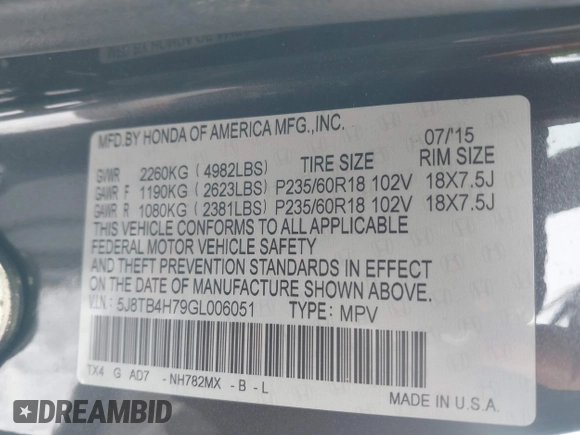 MFD.BY HONDA OF AMERICA MFG.,INC. 07/'15
GVWR 2260KG (4982LBS) TIRE SIZE RIM SIZE
GAWR F 1190KG (2623LBS) P235/60R18 102V 18X7.5J
GAWR R 1080KG (2381LBS) P235/60R18 102V 18X7.5J
THIS VEHICLE CONFORMS TO ALL APPLICABLE
FEDERAL MOTOR VEHICLE SAFETY
AND THEFT PREVENTION STANDARDS IN EFFECT
ON THE DATE OF MANUFACTURE SHOWN ABOVE.
V.I.N: 5J8TB4H79GL006051 TYPE: MPV
TX4 G AD7 - NH782MX - B - L
MADE IN U.S.A.
DREAMBID